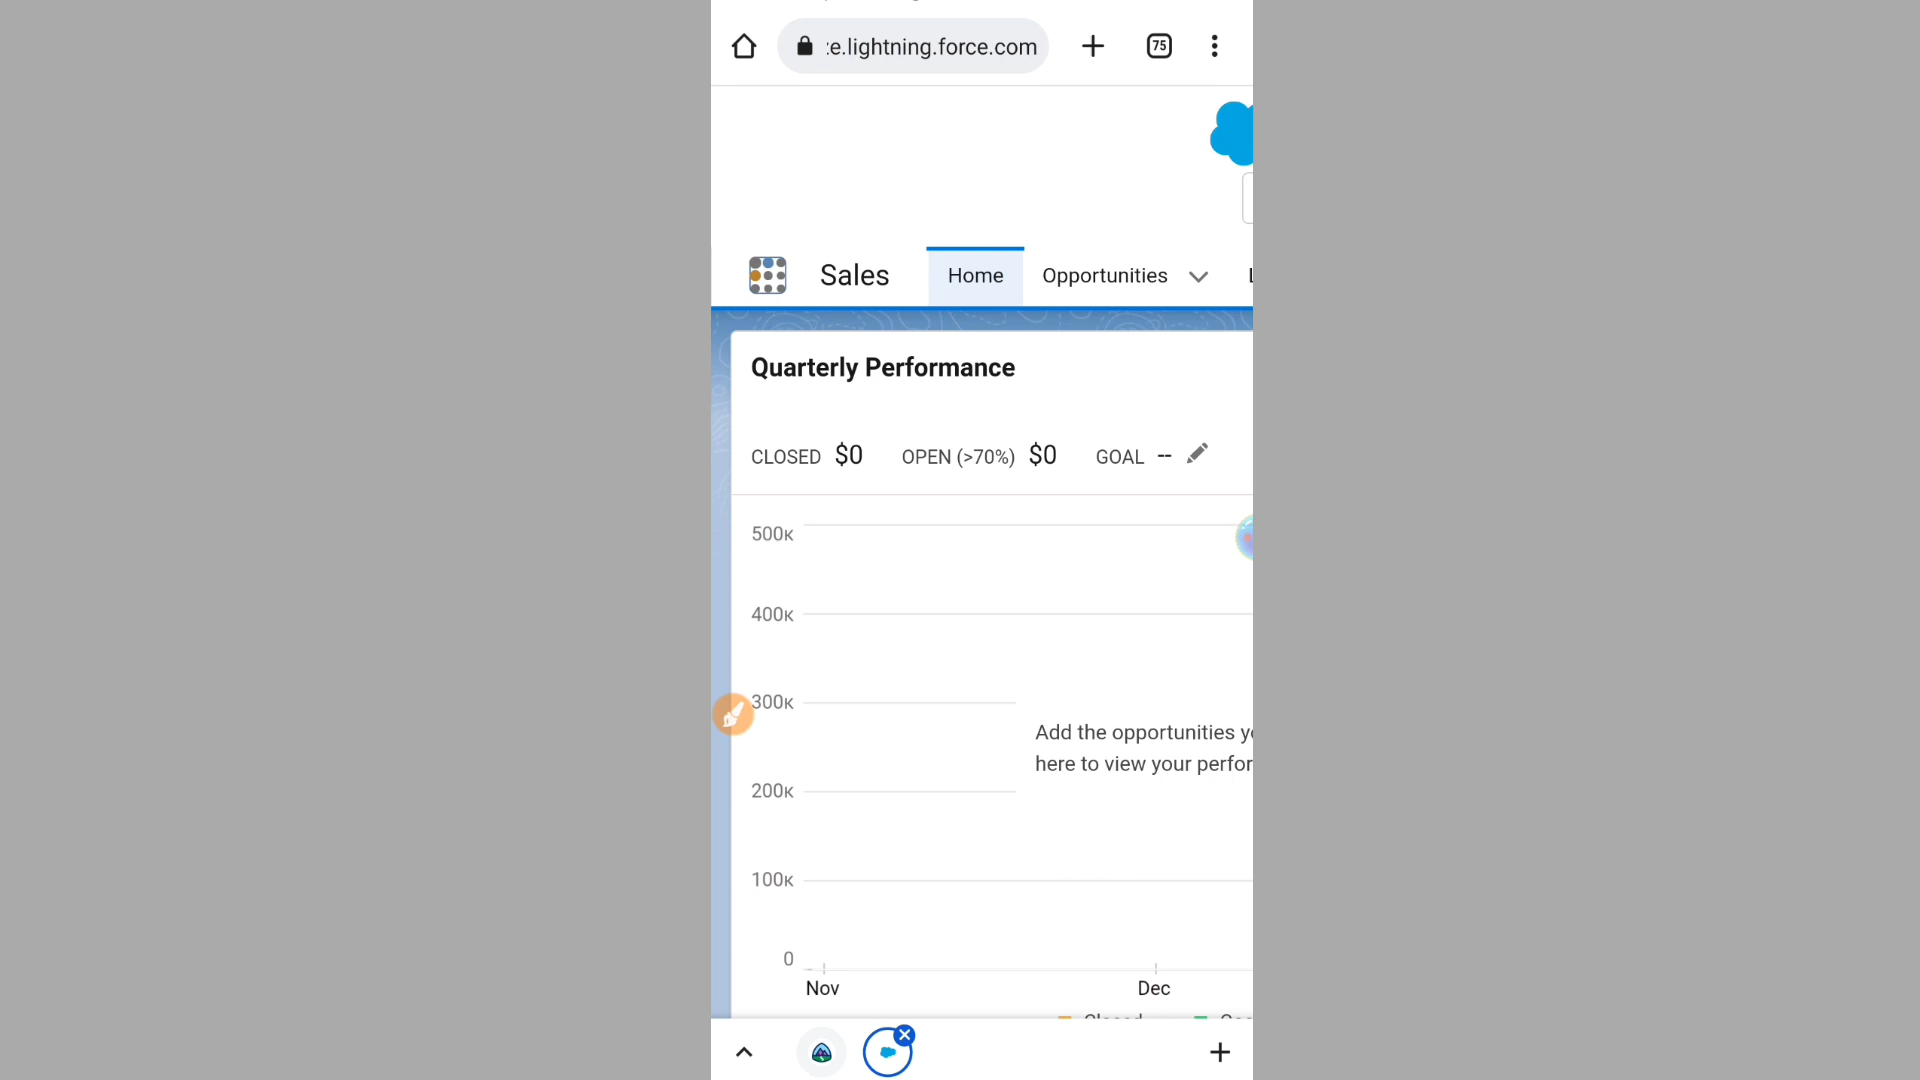 :e.lightning.force.com
75
Sales Home Opportunities
Quarterly Performance
CLOSED $0 OPEN (>70%) $0 GOAL --
500K
400K
300K
Add the opportunities
here to view your
200K
100K
0
Nov Dec
Closed